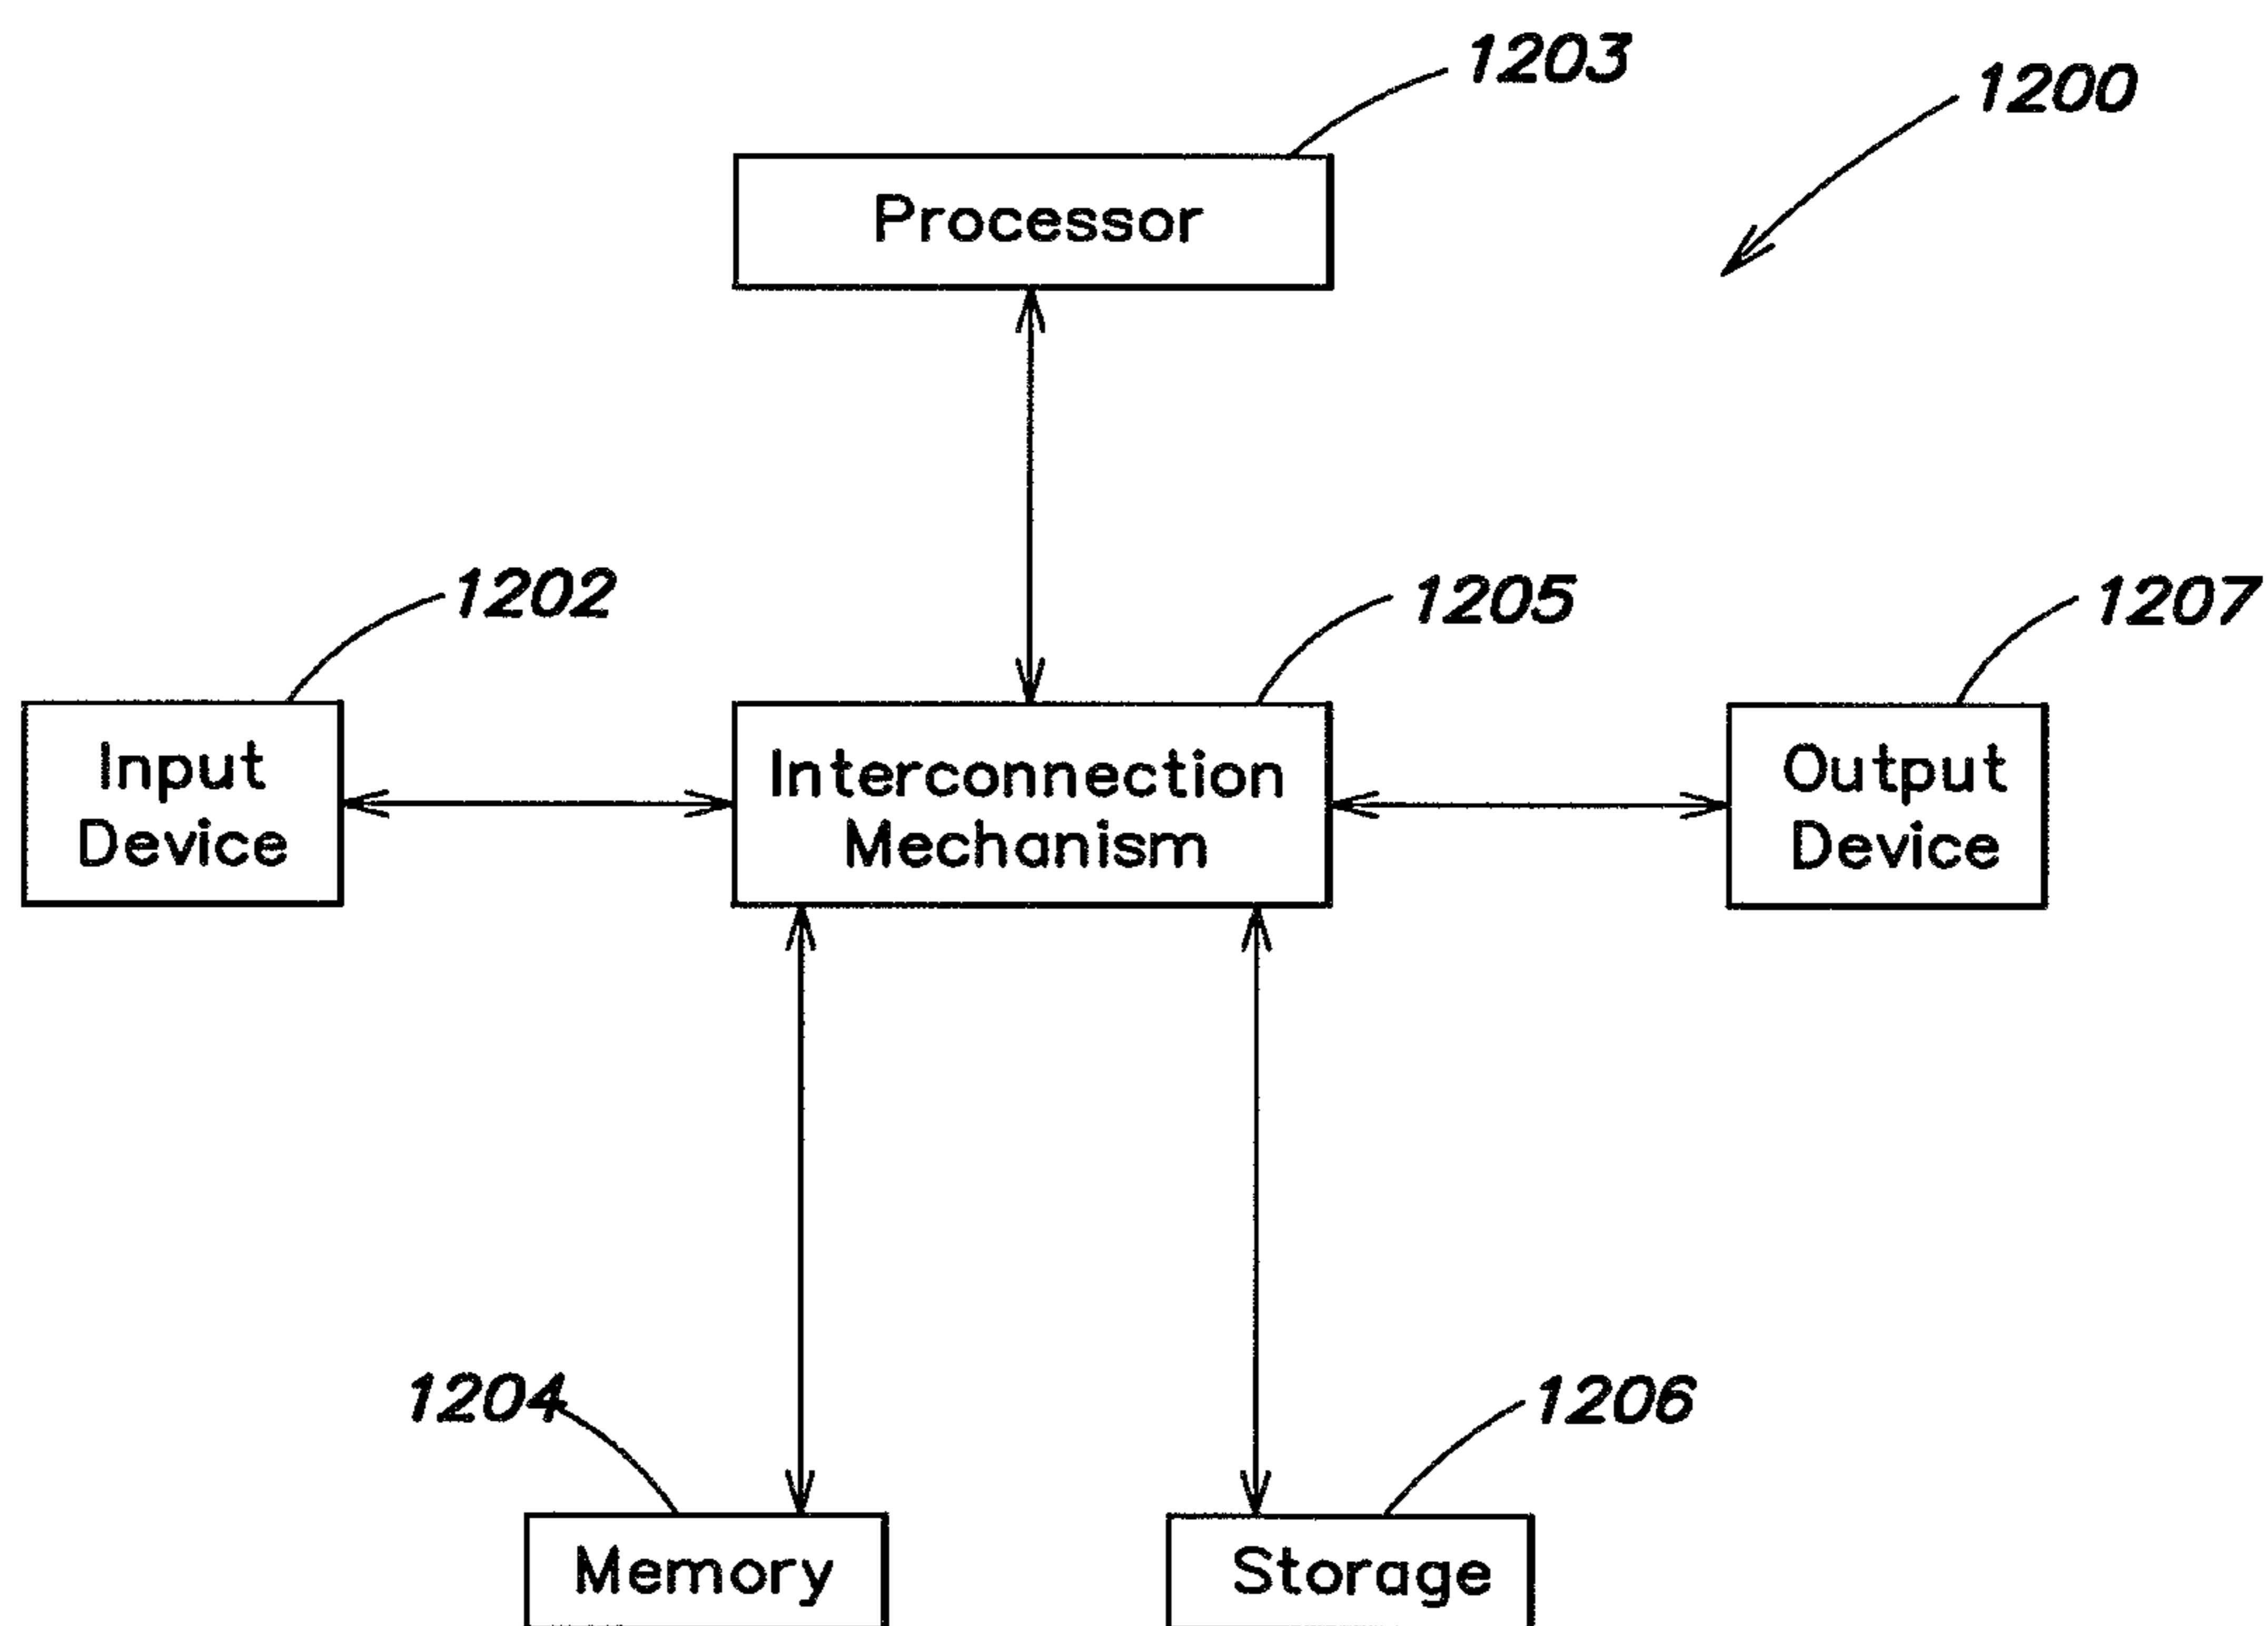 1203
1200
Processor
1202
1205
1207
Input
Device
Interconnection
Mechanism
Output
Device
1204
1206
Memory
Storage